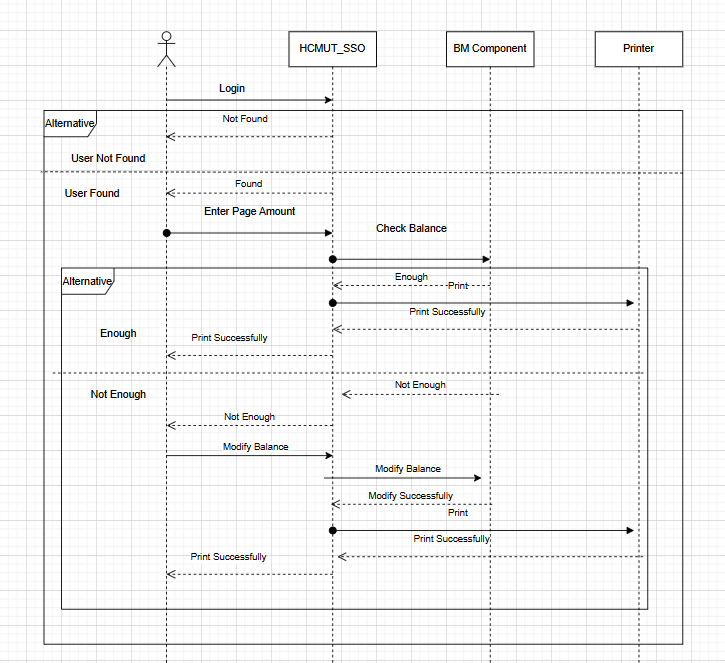 HCMUT_SSO
BM Component
Printer
Login
Alternative
Not Found
User Not Found
User Found
Found
Enter Page Amount
Check Balance
Alternative
Enough
Print
Print Successfully
Enough
Print Successfully
Not Enough
Not Enough
Not Enough
Modify Balance
Modify Balance
Modify Successfully
Print
Print Successfully
Print Successfully